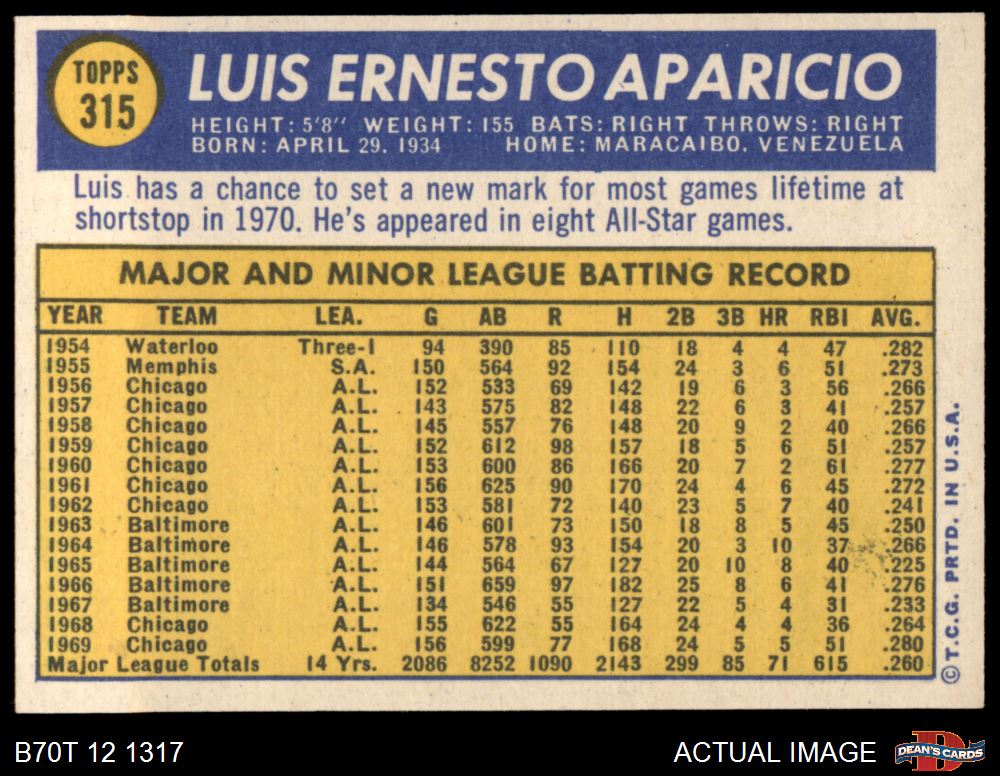 TOPPS
315
LUIS ERNESTO APARICIO
HEIGHT: 5'8" WEIGHT: 155 BATS: RIGHT THROWS: RIGHT
BORN: APRIL 29, 1934 HOME: MARACAIBO, VENEZUELA
Luis has a chance to set a new mark for most games lifetime at
shortstop in 1970. He's appeared in eight All-Star games.
MAJOR AND MINOR LEAGUE BATTING RECORD
YEAR TEAM LEA. G AB R H 2B 3B HR RBI AVG.
1954 Waterloo Three-I 94 390 85 110 18 4 4 47 .282
1955 Memphis S.A. 150 564 92 154 24 3 6 51 .273
1956 Chicago A.L. 152 533 69 142 19 6 3 56 .266
1957 Chicago A.L. 143 575 82 148 22 6 3 41 .257
1958 Chicago A.L. 145 557 76 148 20 9 2 40 .266
1959 Chicago A.L. 152 612 98 157 18 5 6 51 .257
1960 Chicago A.L. 153 600 86 166 20 7 2 61 .277
1961 Chicago A.L. 156 625 90 170 24 4 6 45 .272
1962 Chicago A.L. 153 581 72 140 23 5 7 40 .241
1963 Baltimore A.L. 146 601 73 150 18 8 5 45 .250
1964 Baltimore A.L. 146 578 93 154 20 3 10 37 .266
1965 Baltimore A.L. 144 564 67 127 20 10 8 40 .225
1966 Baltimore A.L. 151 659 97 182 25 8 6 41 .276
1967 Baltimore A.L. 134 546 55 127 22 5 4 31 .233
1968 Chicago A.L. 155 622 55 164 24 4 4 36 .264
1969 Chicago A.L. 156 599 77 168 24 5 5 51 .280
Major League Totals 14 Yrs. 2086 8252 1090 2143 299 85 71 615 .260
© T.C.G. PRTD. IN U.S.A.
B70T 12 1317
ACTUAL IMAGE
DEAN'S CARDS